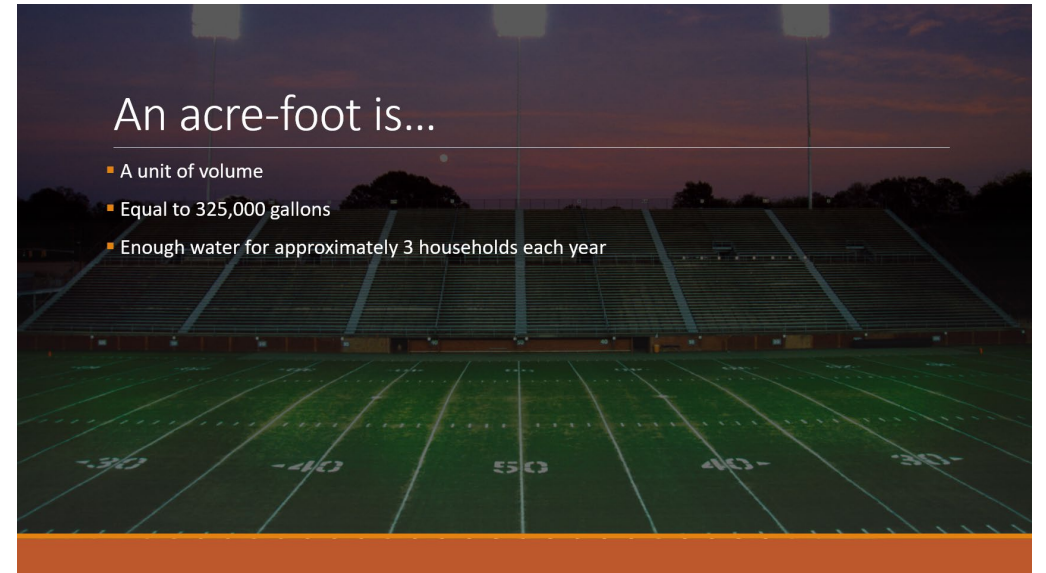 An acre-foot is...
A unit of volume
Equal to 325,000 gallons
Enough water for approximately 3 households each year
30 40 50 40 30